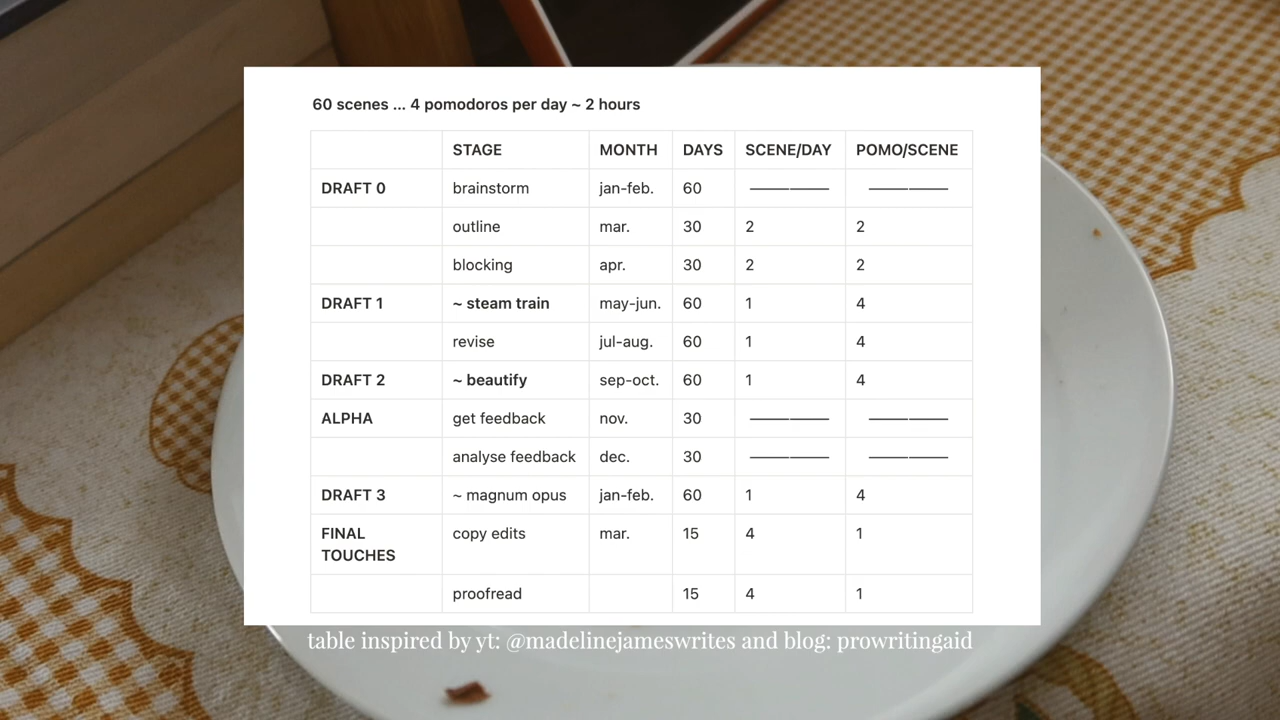 60 scenes ... 4 pomodoros per day ~ 2 hours
STAGE MONTH DAYS SCENE/DAY POMO/SCENE
DRAFT 0 brainstorm jan-feb. 60 ——— ———
outline mar. 30 2 2
blocking apr. 30 2 2
DRAFT 1 ~ steam train may-jun. 60 1 4
revise jul-aug. 60 1 4
DRAFT 2 ~ beautify sep-oct. 60 1 4
ALPHA get feedback nov. 30 ——— ———
analyse feedback dec. 30 ——— ———
DRAFT 3 ~ magnum opus jan-feb. 60 1 4
FINAL copy edits mar. 15 4 1
TOUCHES
proofread 15 4 1
table inspired by yt: @madelinejameswrites and blog: prowritingaid